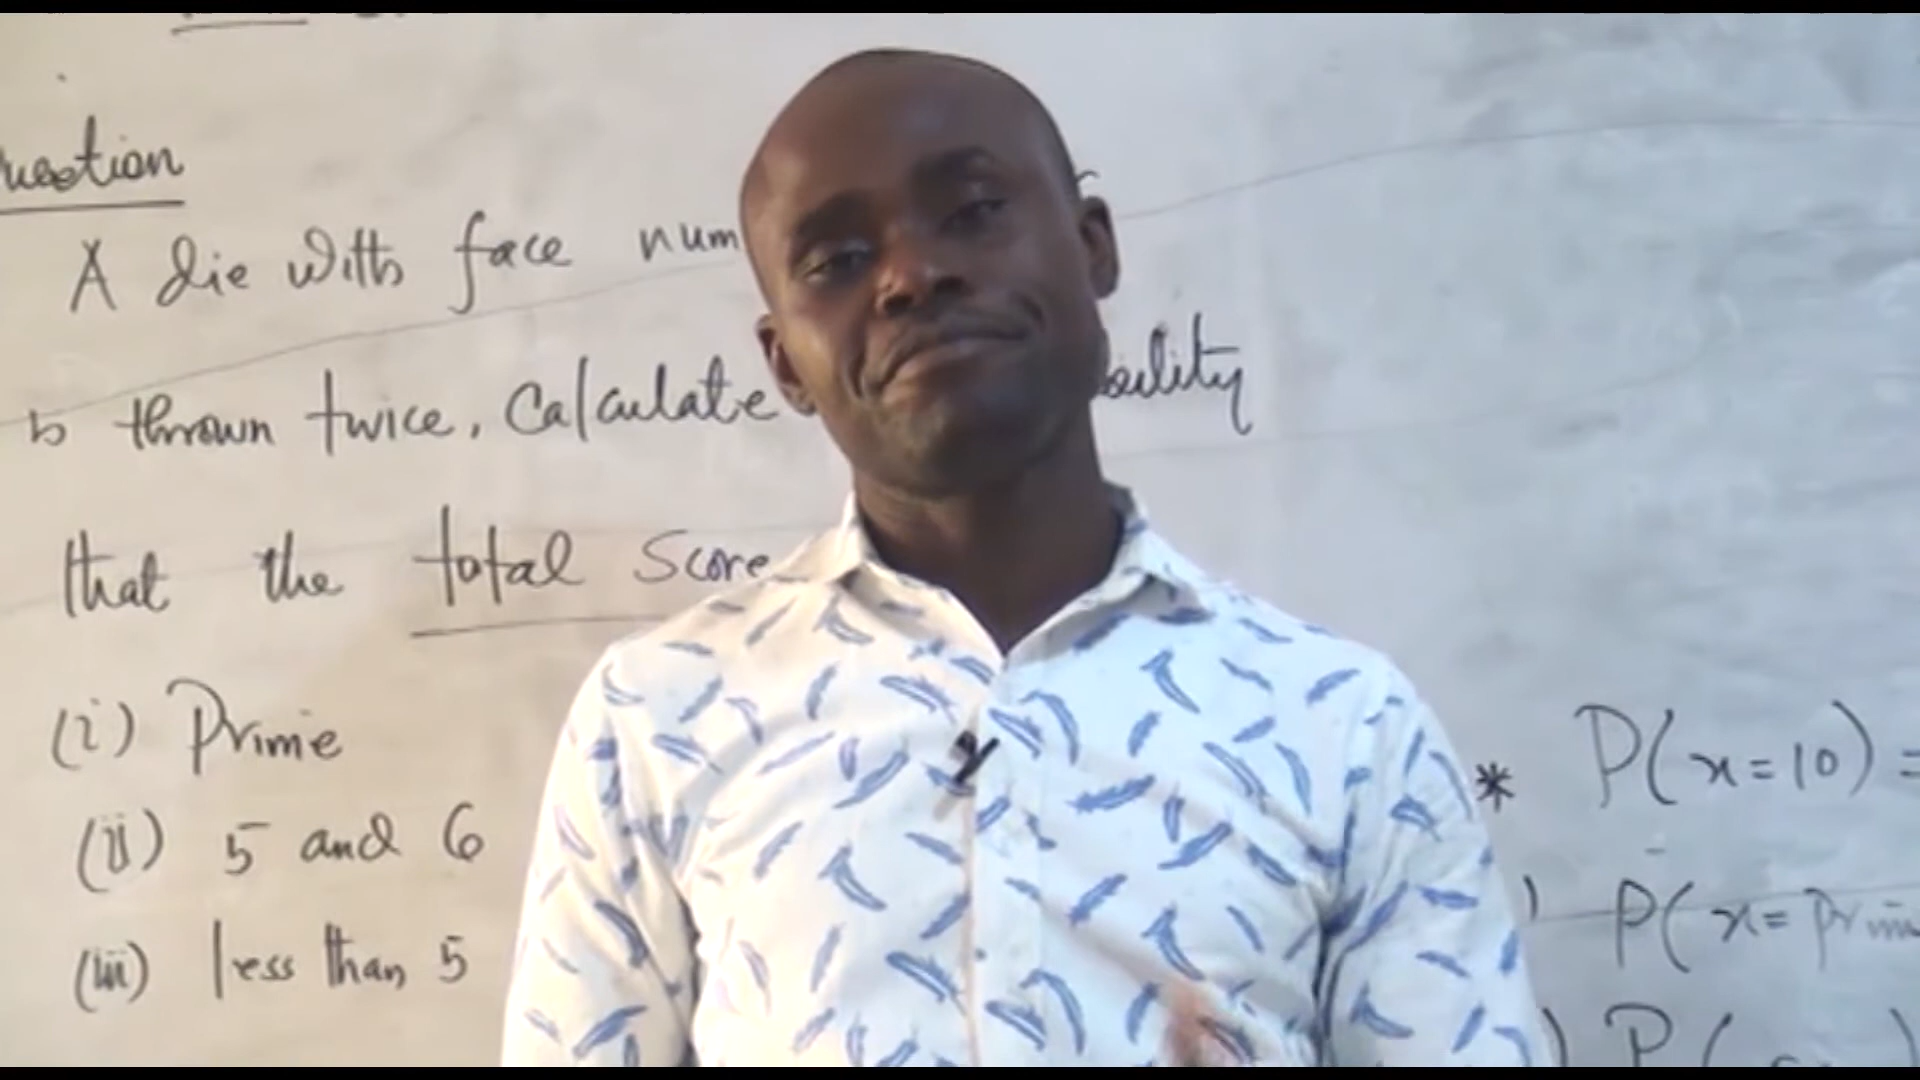 Question
A die with face num
is thrown twice, Calculate
that the total Score
(i) Prime
(ii) 5 and 6
(iii) less than 5
* P(x=10) =
) P(x=prim
) P(